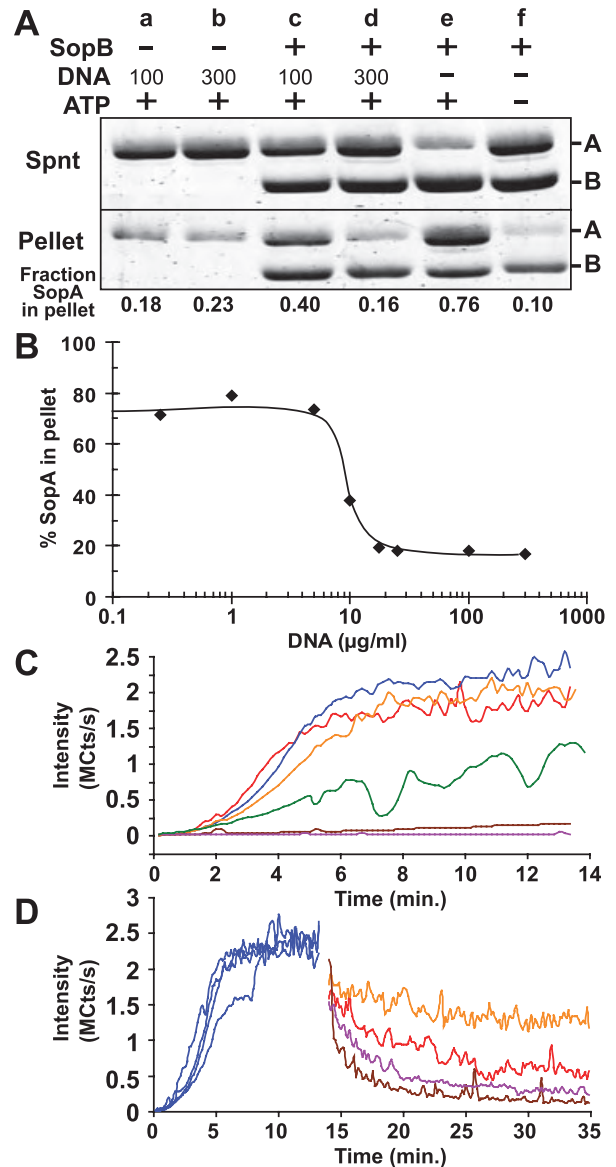 A
a b c d e f
SopB – – + + + +
DNA 100 300 100 300 – –
ATP + + + + + –
Spnt
A
B
Pellet
A
B
Fraction
SopA
in pellet
0.18 0.23 0.40 0.16 0.76 0.10
B
100
80
60
40
20
0
% SopA in pellet
0.1 1 10 100 1000
DNA (µg/ml)
C
2.5
2
1.5
1
0.5
0
Intensity
(MCts/s)
0 2 4 6 8 10 12 14
Time (min.)
D
3
2.5
2
1.5
1
0.5
0
Intensity
(MCts/s)
0 5 10 15 20 25 30 35
Time (min.)